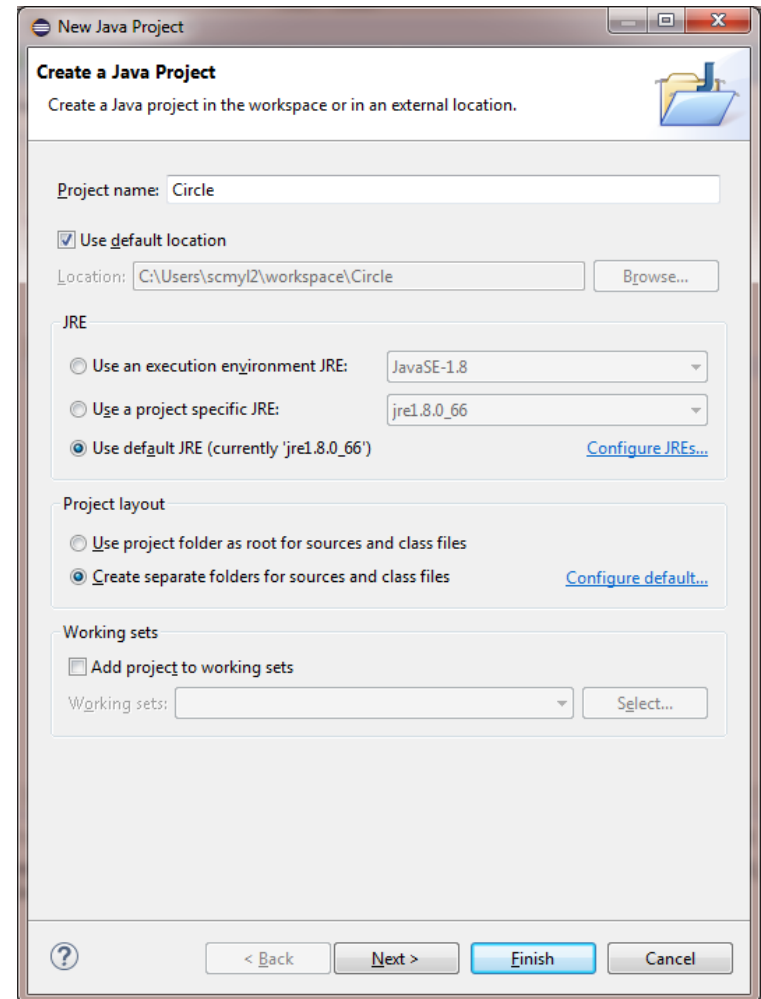 New Java Project
Create a Java Project
Create a Java project in the workspace or in an external location.
Project name: Circle
Use default location
Location: C:\Users\scmyl2\workspace\Circle Browse...
JRE
Use an execution environment JRE: JavaSE-1.8
Use a project specific JRE: jre1.8.0_66
Use default JRE (currently 'jre1.8.0_66') Configure JREs...
Project layout
Use project folder as root for sources and class files
Create separate folders for sources and class files Configure default...
Working sets
Add project to working sets
Working sets: Select...
? < Back Next > Finish Cancel